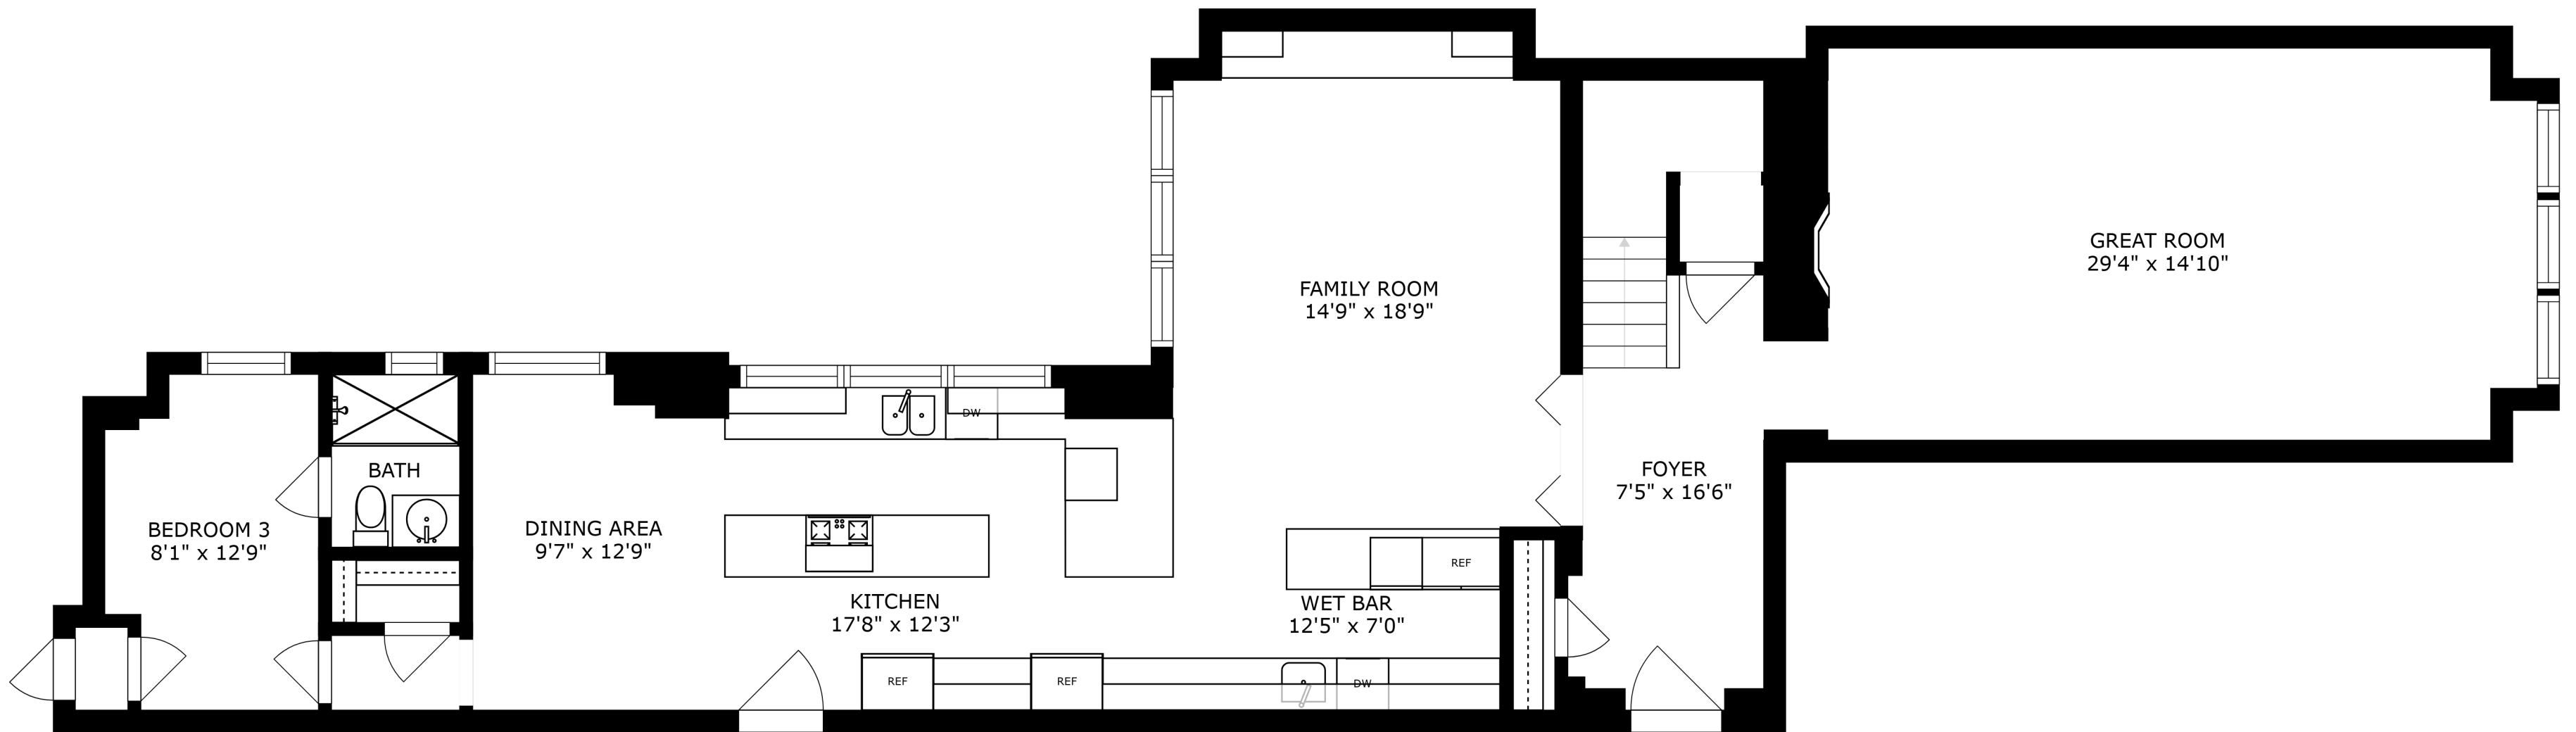 GREAT ROOM
29'4" x 14'10"
FAMILY ROOM
14'9" x 18'9"
DW
BATH
FOYER
7'5" x 16'6"
BEDROOM 3
8'1" x 12'9"
DINING AREA
9'7" x 12'9"
REF
KITCHEN
17'8" x 12'3"
WET BAR
12'5" x 7'0"
REF
REF
DW